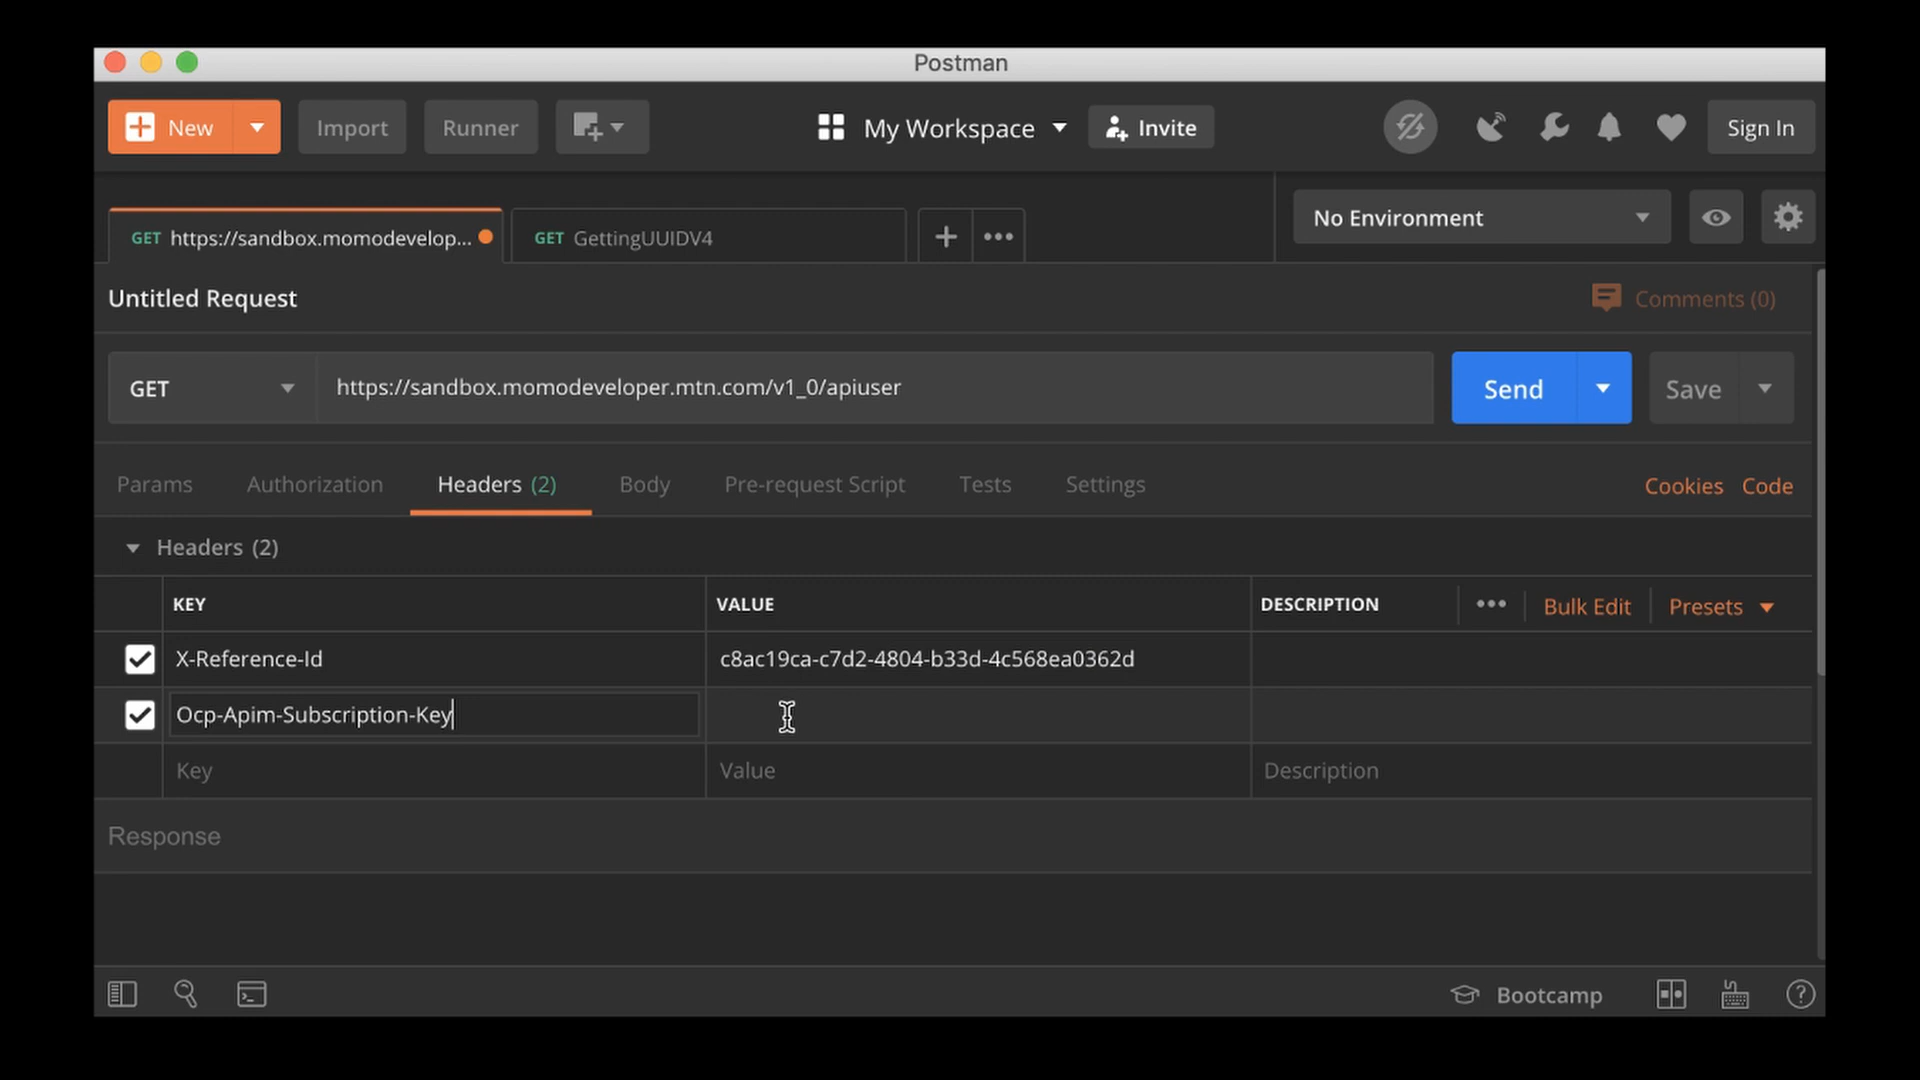 Postman
New Import Runner My Workspace Invite Sign In
GET https://sandbox.momodevelop... GET GettingUUIDV4 No Environment
Untitled Request Comments (0)
GET https://sandbox.momodeveloper.mtn.com/v1_0/apiuser Send Save
Params Authorization Headers (2) Body Pre-request Script Tests Settings Cookies Code
Headers (2)
KEY VALUE DESCRIPTION Bulk Edit Presets
X-Reference-Id c8ac19ca-c7d2-4804-b33d-4c568ea0362d
Ocp-Apim-Subscription-Key
Key Value Description
Response
Bootcamp